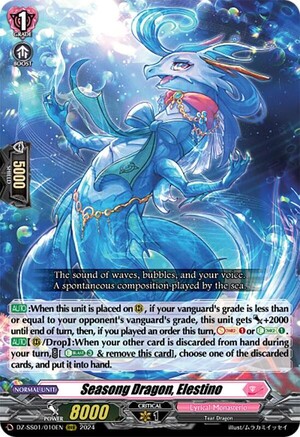 1
GRADE
BOOST
5000
SHIELD
The sound of waves, bubbles, and your voice.
A spontaneous composition played by the sea.
AUTO :When this unit is placed on , if your vanguard's grade is less than
or equal to your opponent's vanguard's grade, this unit gets +2000
until end of turn, then, if you played an order this turn,
AUTO /Drop]:When your other card is discarded from hand during
your turn, & remove this card], choose one of the discarded
cards, and put it into hand.
NORMAL UNIT
Seasong Dragon, Elestino
Lyrical Monasterio
Tear Dragon
POWER
8000
CRITICAL
1
D-DZ-SS01/010EN RRR 2024
illust/ムラカミイッセイ